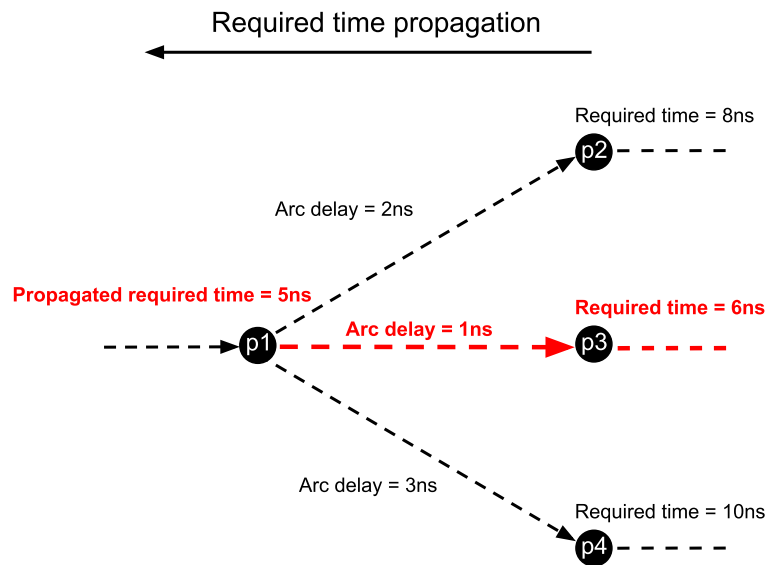 Required time propagation
Required time = 8ns
p2
Arc delay = 2ns
Propagated required time = 5ns
Required time = 6ns
Arc delay = 1ns
p1
p3
Arc delay = 3ns
Required time = 10ns
p4